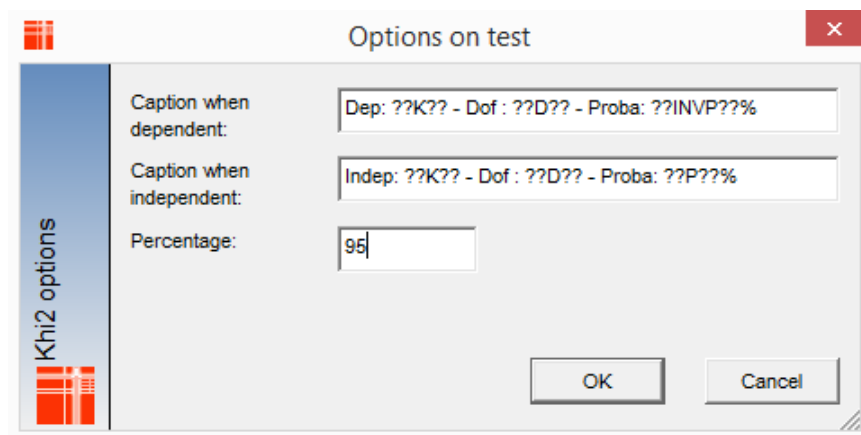 Options on test
Caption when
dependent:
Dep: ??K?? - Dof : ??D?? - Proba: ??INVP??%
Caption when
independent:
Indep: ??K?? - Dof : ??D?? - Proba: ??P??%
Percentage:
95
Khi2 options
OK
Cancel